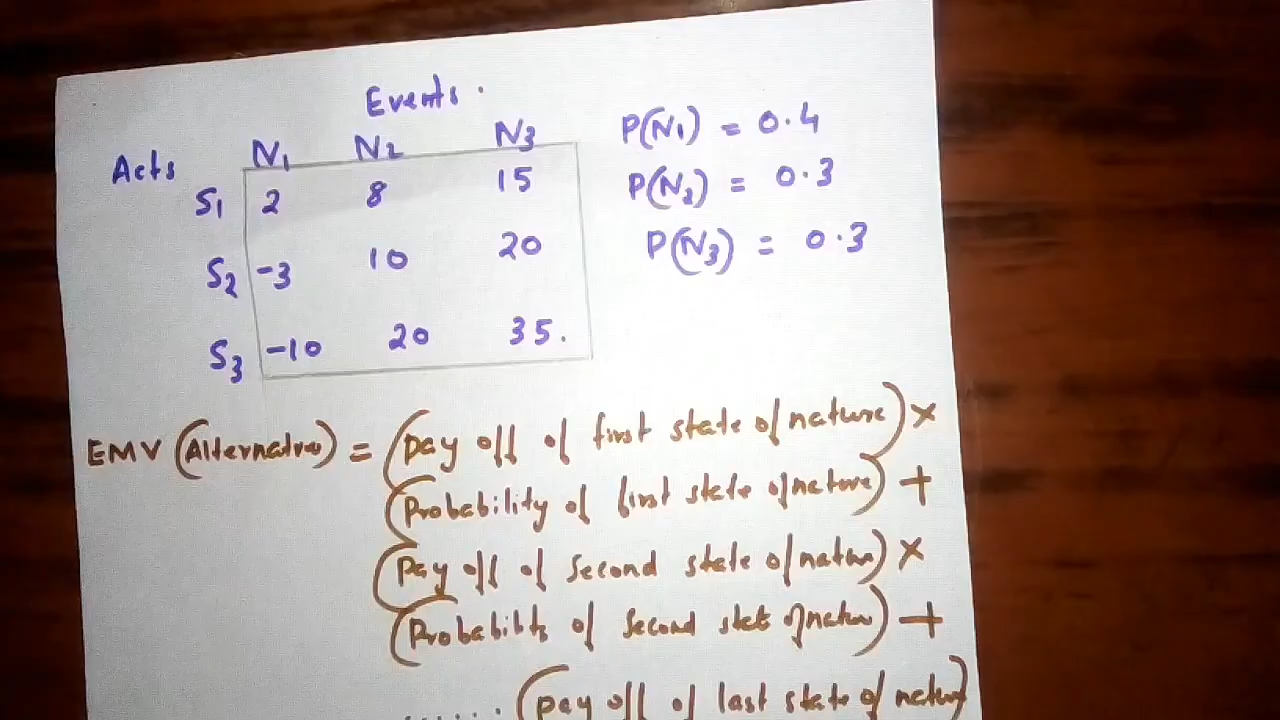 Events.
Acts N1 N2 N3
S1 2 8 15
S2 -3 10 20
S3 -10 20 35.
P(N1) = 0.4
P(N2) = 0.3
P(N3) = 0.3
EMV (Alternative) = (Pay off of first state of nature) ×
(Probability of first state of nature) +
(Pay off of second state of natur) ×
(Probability of second state of natur) +
...... (pay off of last state of nature)